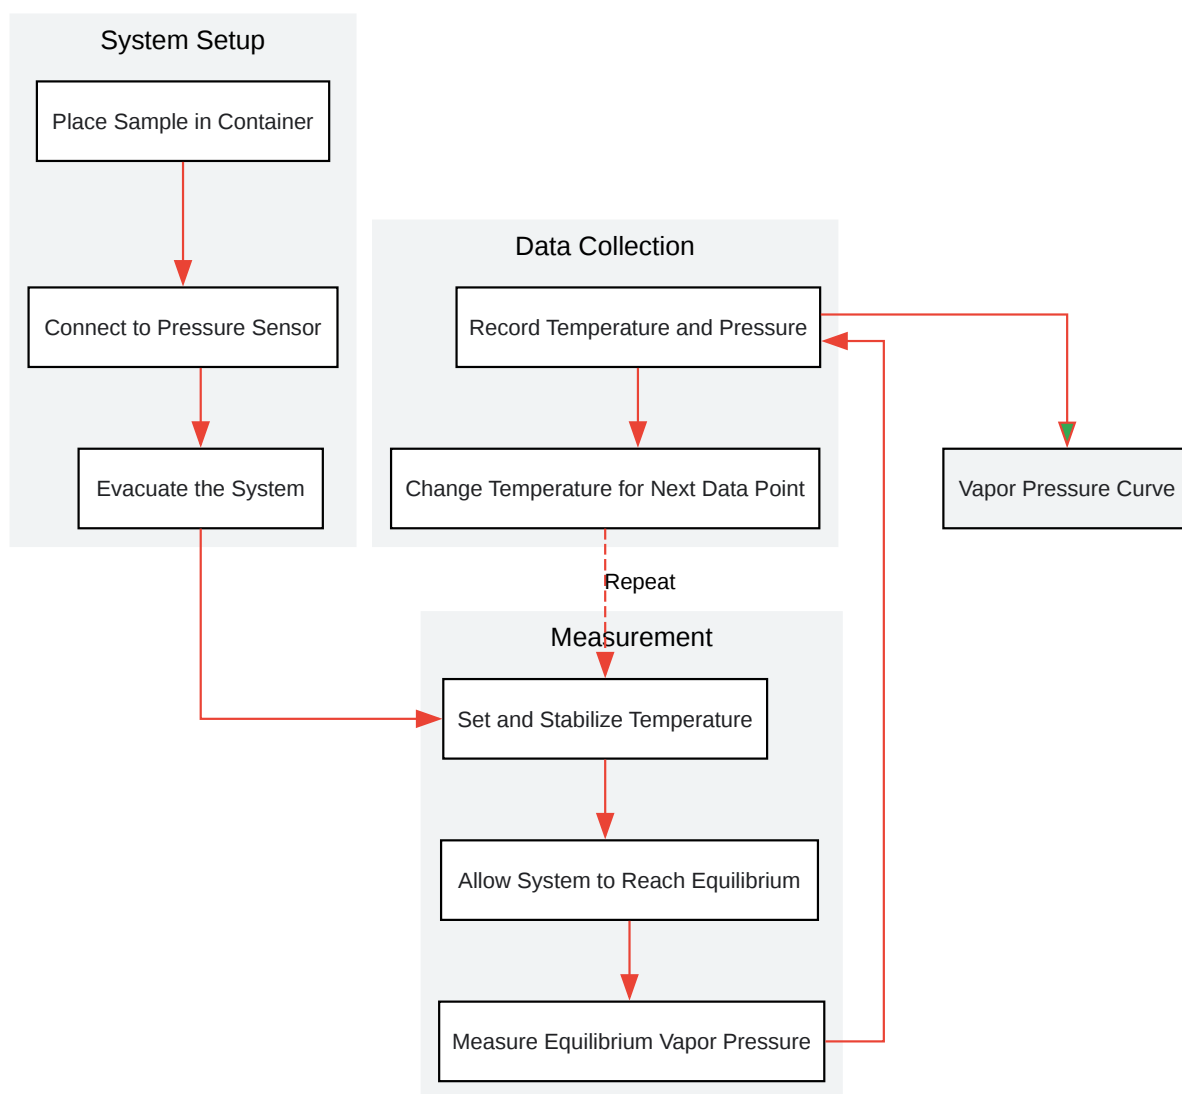 System Setup
Place Sample in Container
Connect to Pressure Sensor
Evacuate the System
Data Collection
Record Temperature and Pressure
Change Temperature for Next Data Point
Vapor Pressure Curve
Repeat
Measurement
Set and Stabilize Temperature
Allow System to Reach Equilibrium
Measure Equilibrium Vapor Pressure